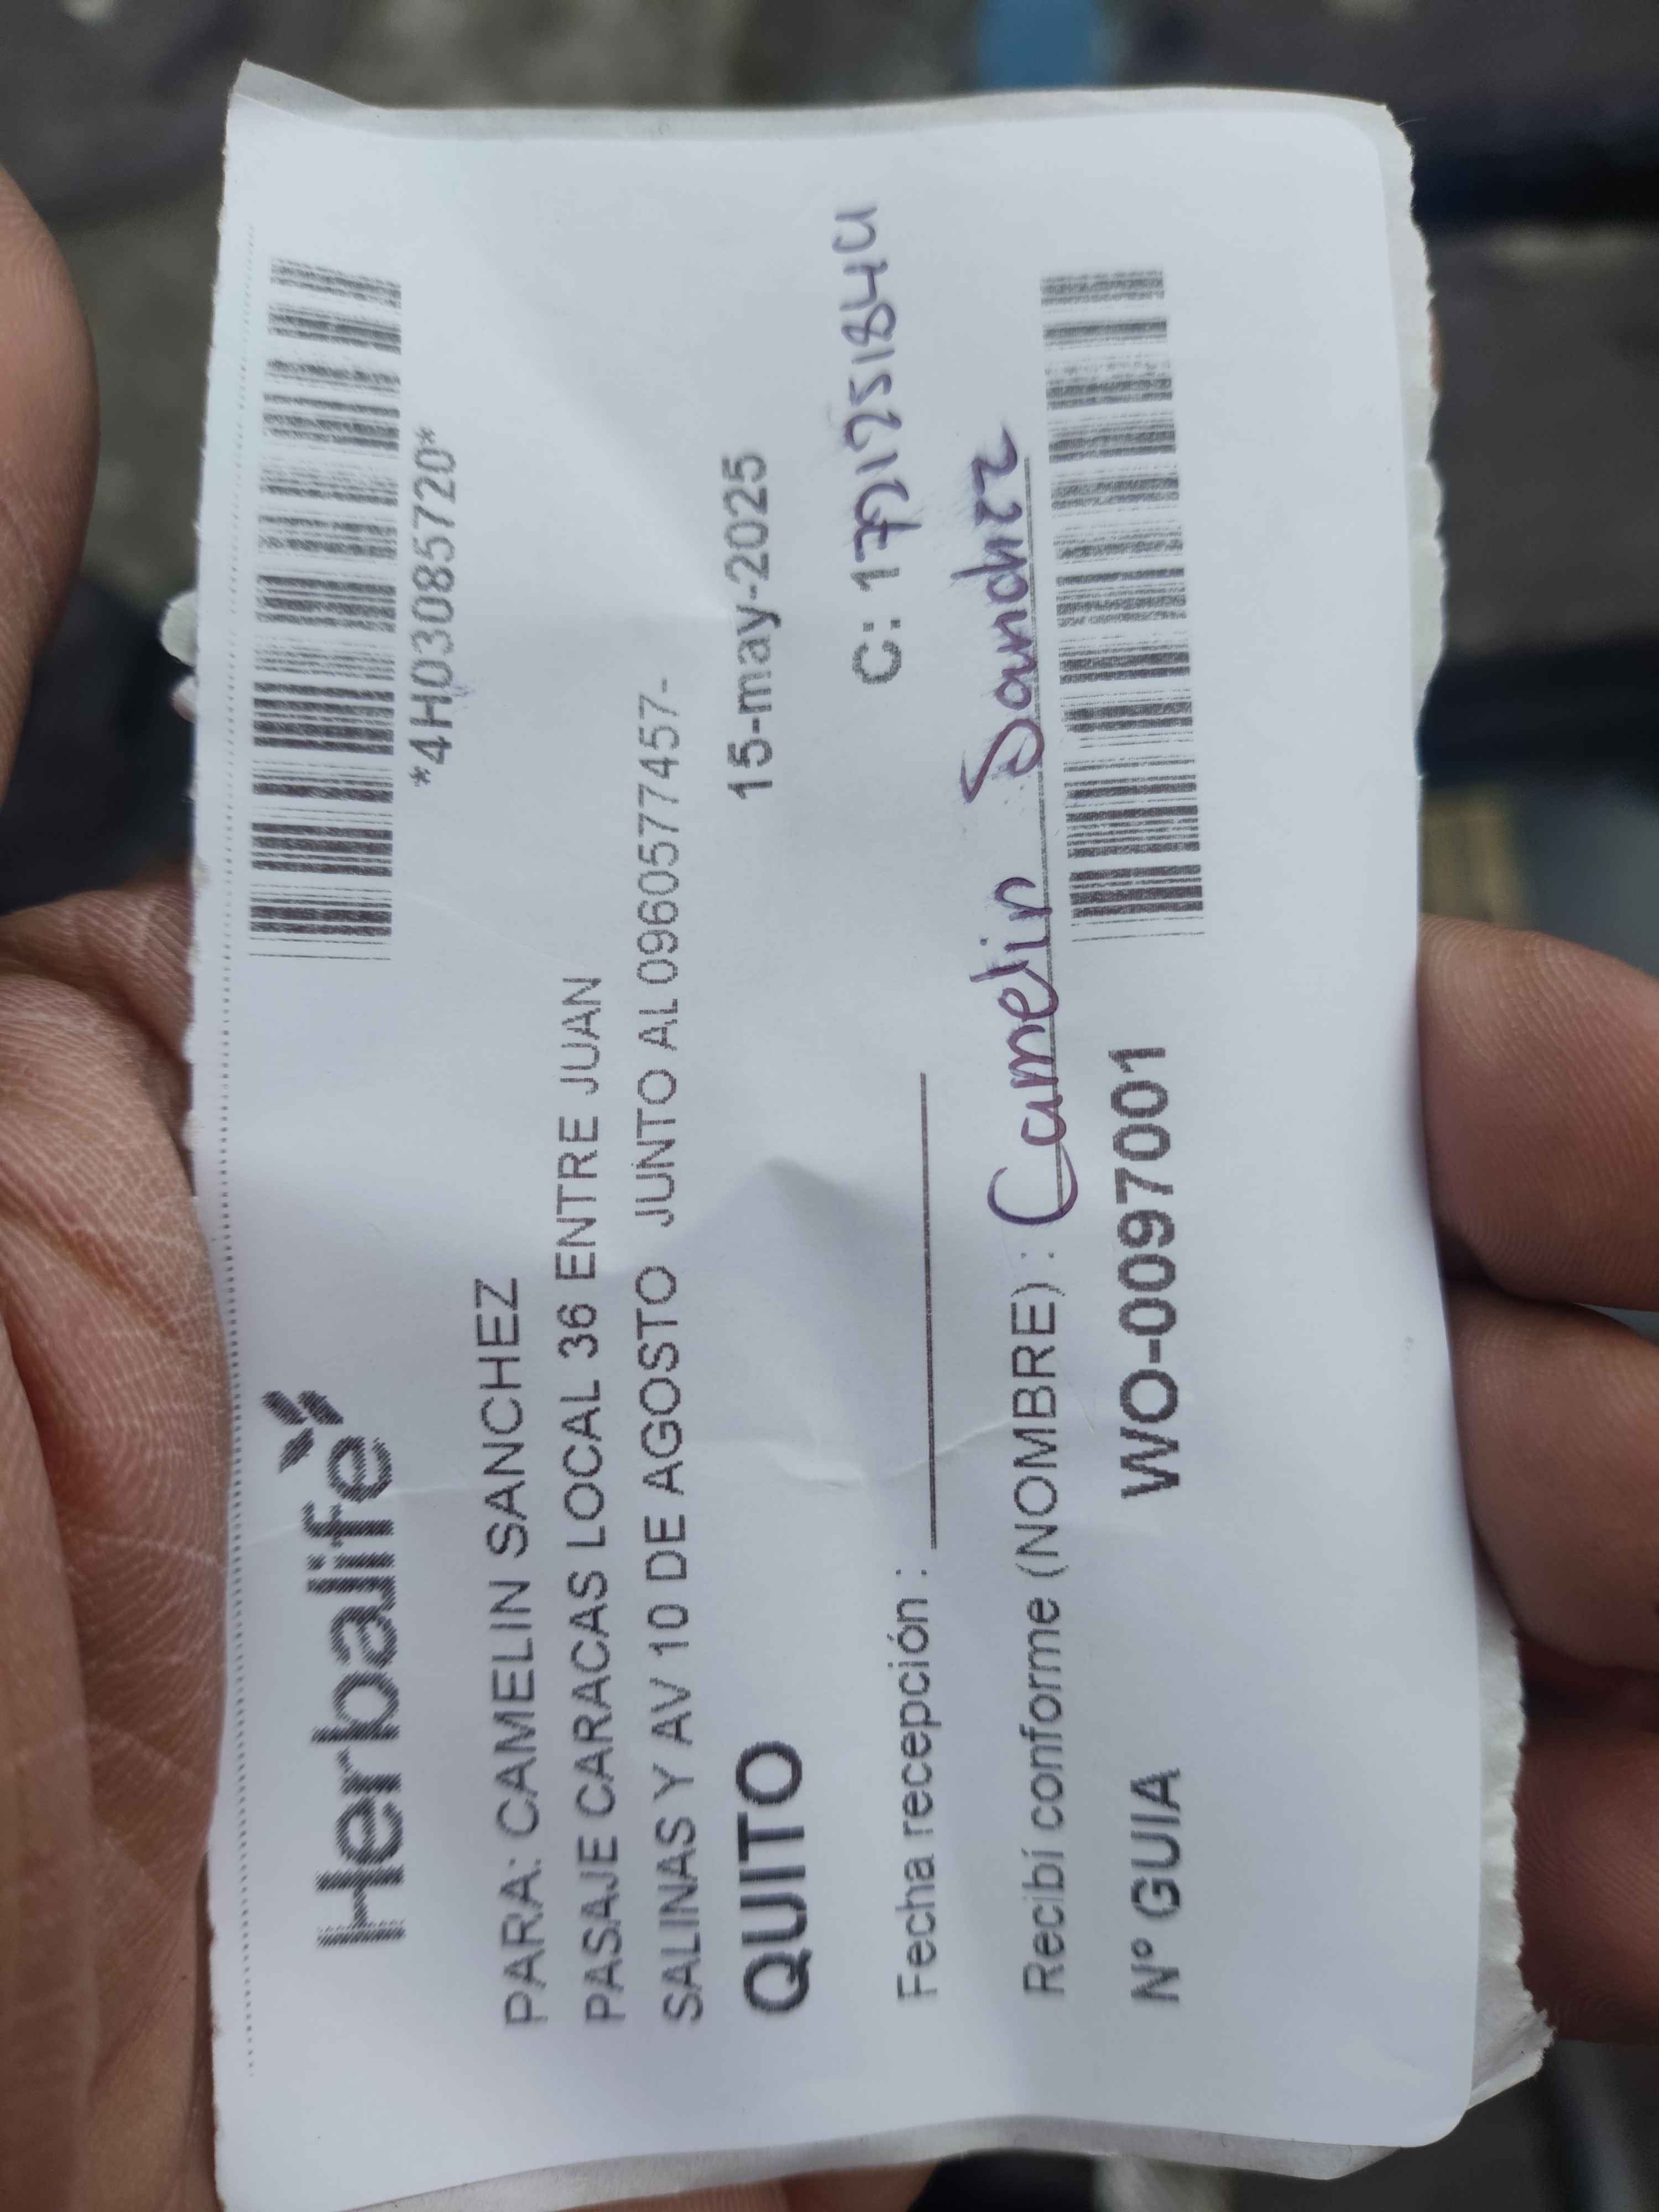 Herbalife
*4H03085720*
PARA: CAMELIN SANCHEZ
PASAJE CARACAS LOCAL 36 ENTRE JUAN
SALINAS Y AV 10 DE AGOSTO JUNTO AL 0960577457-
QUITO 15-may-2025
Fecha recepción : C:
Recibí conforme (NOMBRE) : Camelin Sanchez
Nº GUIA WO-0097001